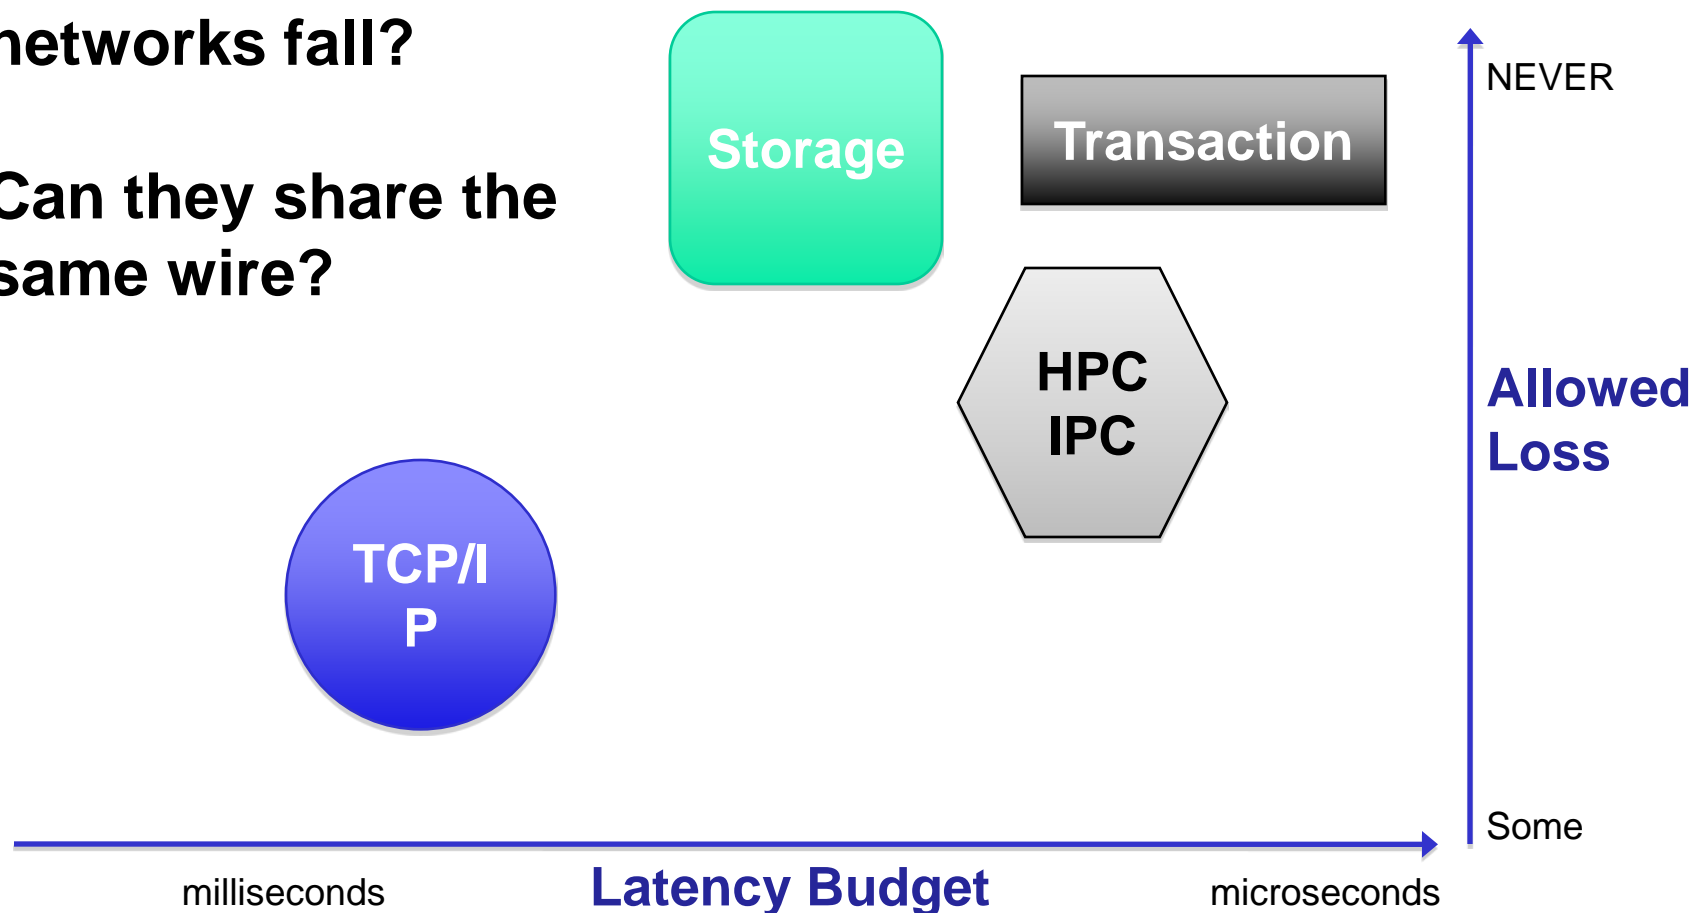 networks fall?
Can they share the
same wire?
Storage
Transaction
NEVER
HPC
IPC
Allowed
Loss
TCP/I
P
Some
milliseconds
Latency Budget
microseconds